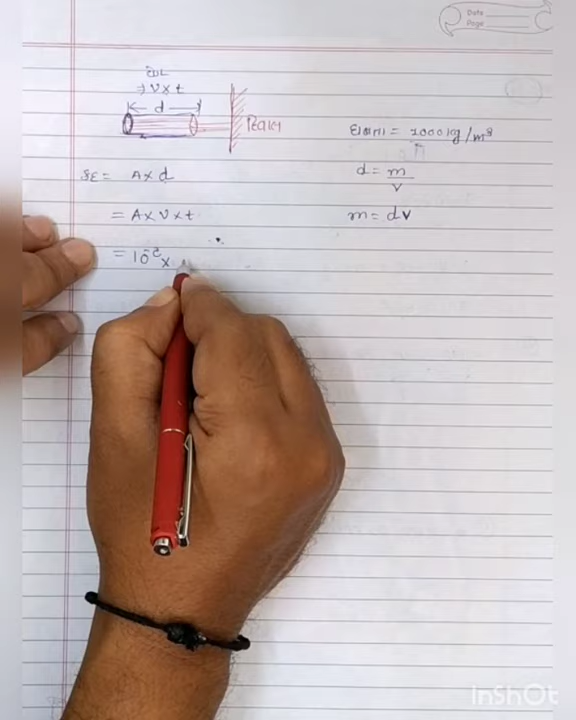 Date
Page
ઘાટ
→ v x t
|← d →|
દિવાલ
કદ = A x d
= A x v x t
= 10⁻² x
ઘનતા = 1000 kg/m³
d = m
v
m = dv
InShOt